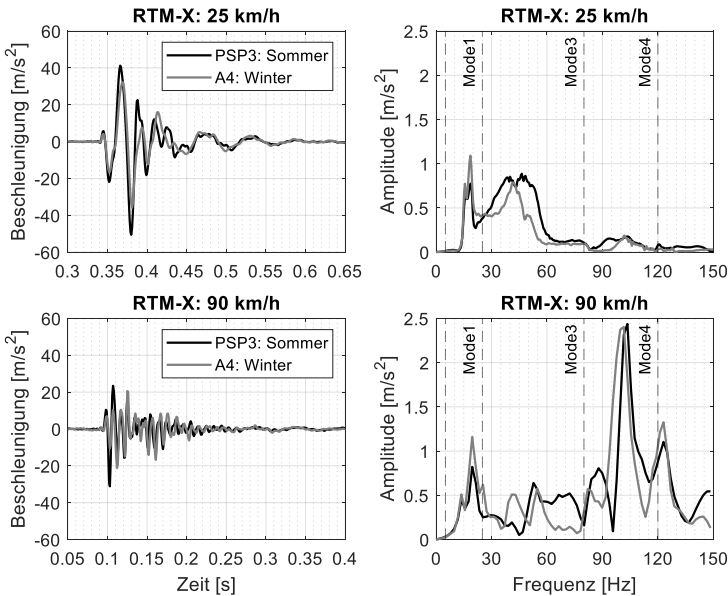 RTM-X: 25 km/h
Beschleunigung [m/s²]
60
40
20
0
-20
-40
-60
PSP3: Sommer
A4: Winter
0.3 0.35 0.4 0.45 0.5 0.55 0.6 0.65
RTM-X: 25 km/h
Amplitude [m/s²]
2.5
2
1.5
1
0.5
0
Mode1
Mode3
Mode4
0 30 60 90 120 150
RTM-X: 90 km/h
Beschleunigung [m/s²]
60
40
20
0
-20
-40
-60
PSP3: Sommer
A4: Winter
0.05 0.1 0.15 0.2 0.25 0.3 0.35 0.4
Zeit [s]
RTM-X: 90 km/h
Amplitude [m/s²]
2.5
2
1.5
1
0.5
0
Mode1
Mode3
Mode4
0 30 60 90 120 150
Frequenz [Hz]